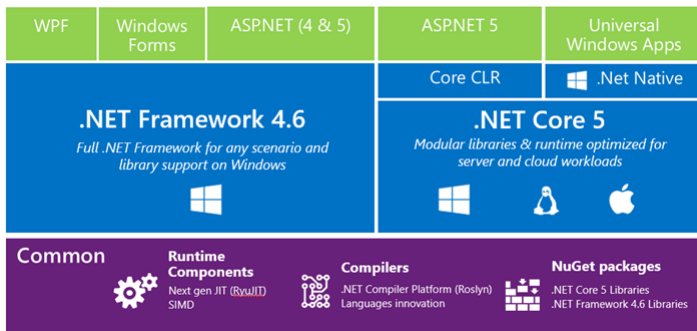 WPF
Windows
Forms
ASP.NET (4 & 5)
ASP.NET 5
Universal
Windows Apps
Core CLR
.Net Native
.NET Framework 4.6
Full .NET Framework for any scenario and
library support on Windows
.NET Core 5
Modular libraries & runtime optimized for
server and cloud workloads
Common
Runtime
Components
Next gen JIT (RyuJIT)
SIMD
Compilers
.NET Compiler Platform (Roslyn)
Languages innovation
NuGet packages
.NET Core 5 Libraries
.NET Framework 4.6 Libraries